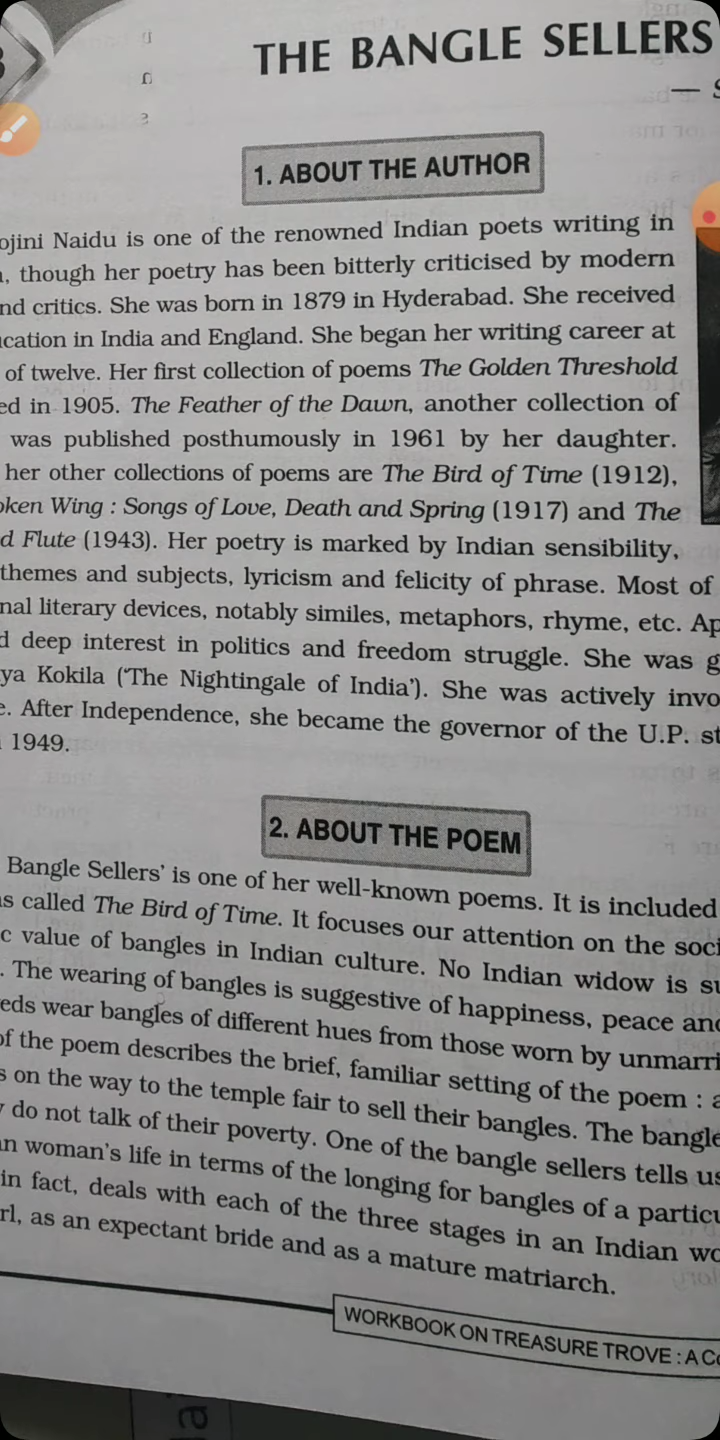 THE BANGLE SELLERS
—
1. ABOUT THE AUTHOR
ojini Naidu is one of the renowned Indian poets writing in
, though her poetry has been bitterly criticised by modern
nd critics. She was born in 1879 in Hyderabad. She received
cation in India and England. She began her writing career at
of twelve. Her first collection of poems The Golden Threshold
ed in 1905. The Feather of the Dawn, another collection of
was published posthumously in 1961 by her daughter.
her other collections of poems are The Bird of Time (1912),
oken Wing : Songs of Love, Death and Spring (1917) and The
d Flute (1943). Her poetry is marked by Indian sensibility,
themes and subjects, lyricism and felicity of phrase. Most of
nal literary devices, notably similes, metaphors, rhyme, etc. Ap
d deep interest in politics and freedom struggle. She was g
ya Kokila ('The Nightingale of India'). She was actively invo
e. After Independence, she became the governor of the U.P. st
1949.
2. ABOUT THE POEM
Bangle Sellers' is one of her well-known poems. It is included
s called The Bird of Time. It focuses our attention on the soci
c value of bangles in Indian culture. No Indian widow is su
. The wearing of bangles is suggestive of happiness, peace and
eds wear bangles of different hues from those worn by unmarri
of the poem describes the brief, familiar setting of the poem : a
s on the way to the temple fair to sell their bangles. The bangle
y do not talk of their poverty. One of the bangle sellers tells us
an woman's life in terms of the longing for bangles of a particu
in fact, deals with each of the three stages in an Indian wo
rl, as an expectant bride and as a mature matriarch.
WORKBOOK ON TREASURE TROVE : A Co